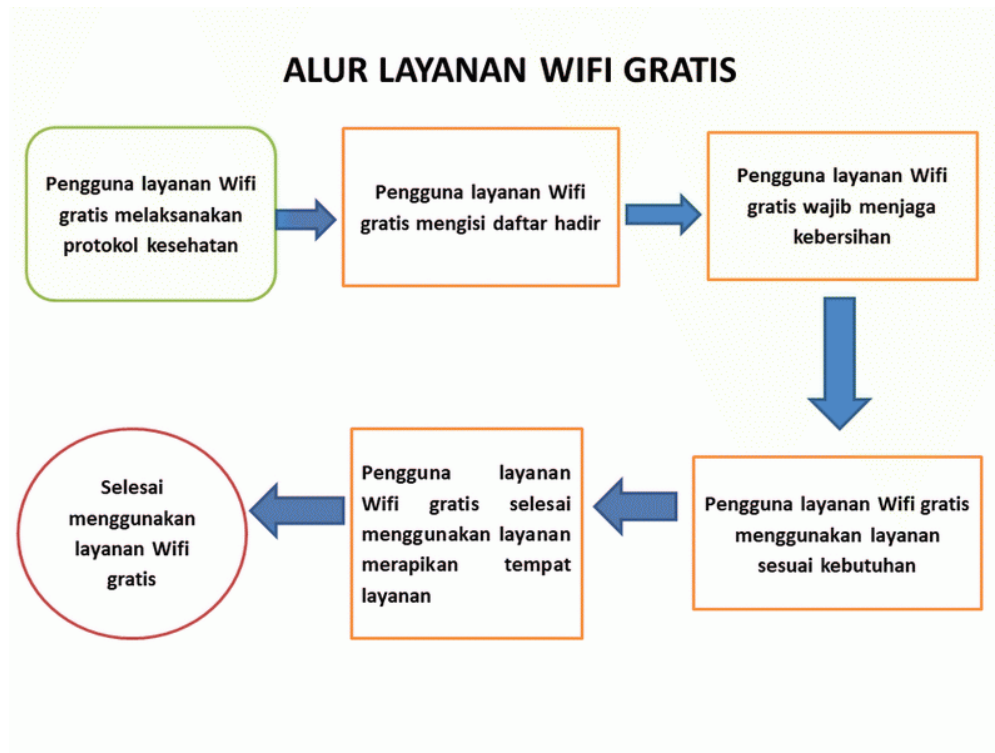 ALUR LAYANAN WIFI GRATIS
Pengguna layanan Wifi
gratis melaksanakan
protokol kesehatan
Pengguna layanan Wifi
gratis mengisi daftar hadir
Pengguna layanan Wifi
gratis wajib menjaga
kebersihan
Pengguna layanan Wifi gratis
menggunakan layanan
sesuai kebutuhan
Pengguna layanan
Wifi gratis selesai
menggunakan layanan
merapikan tempat
layanan
Selesai
menggunakan
layanan Wifi
gratis